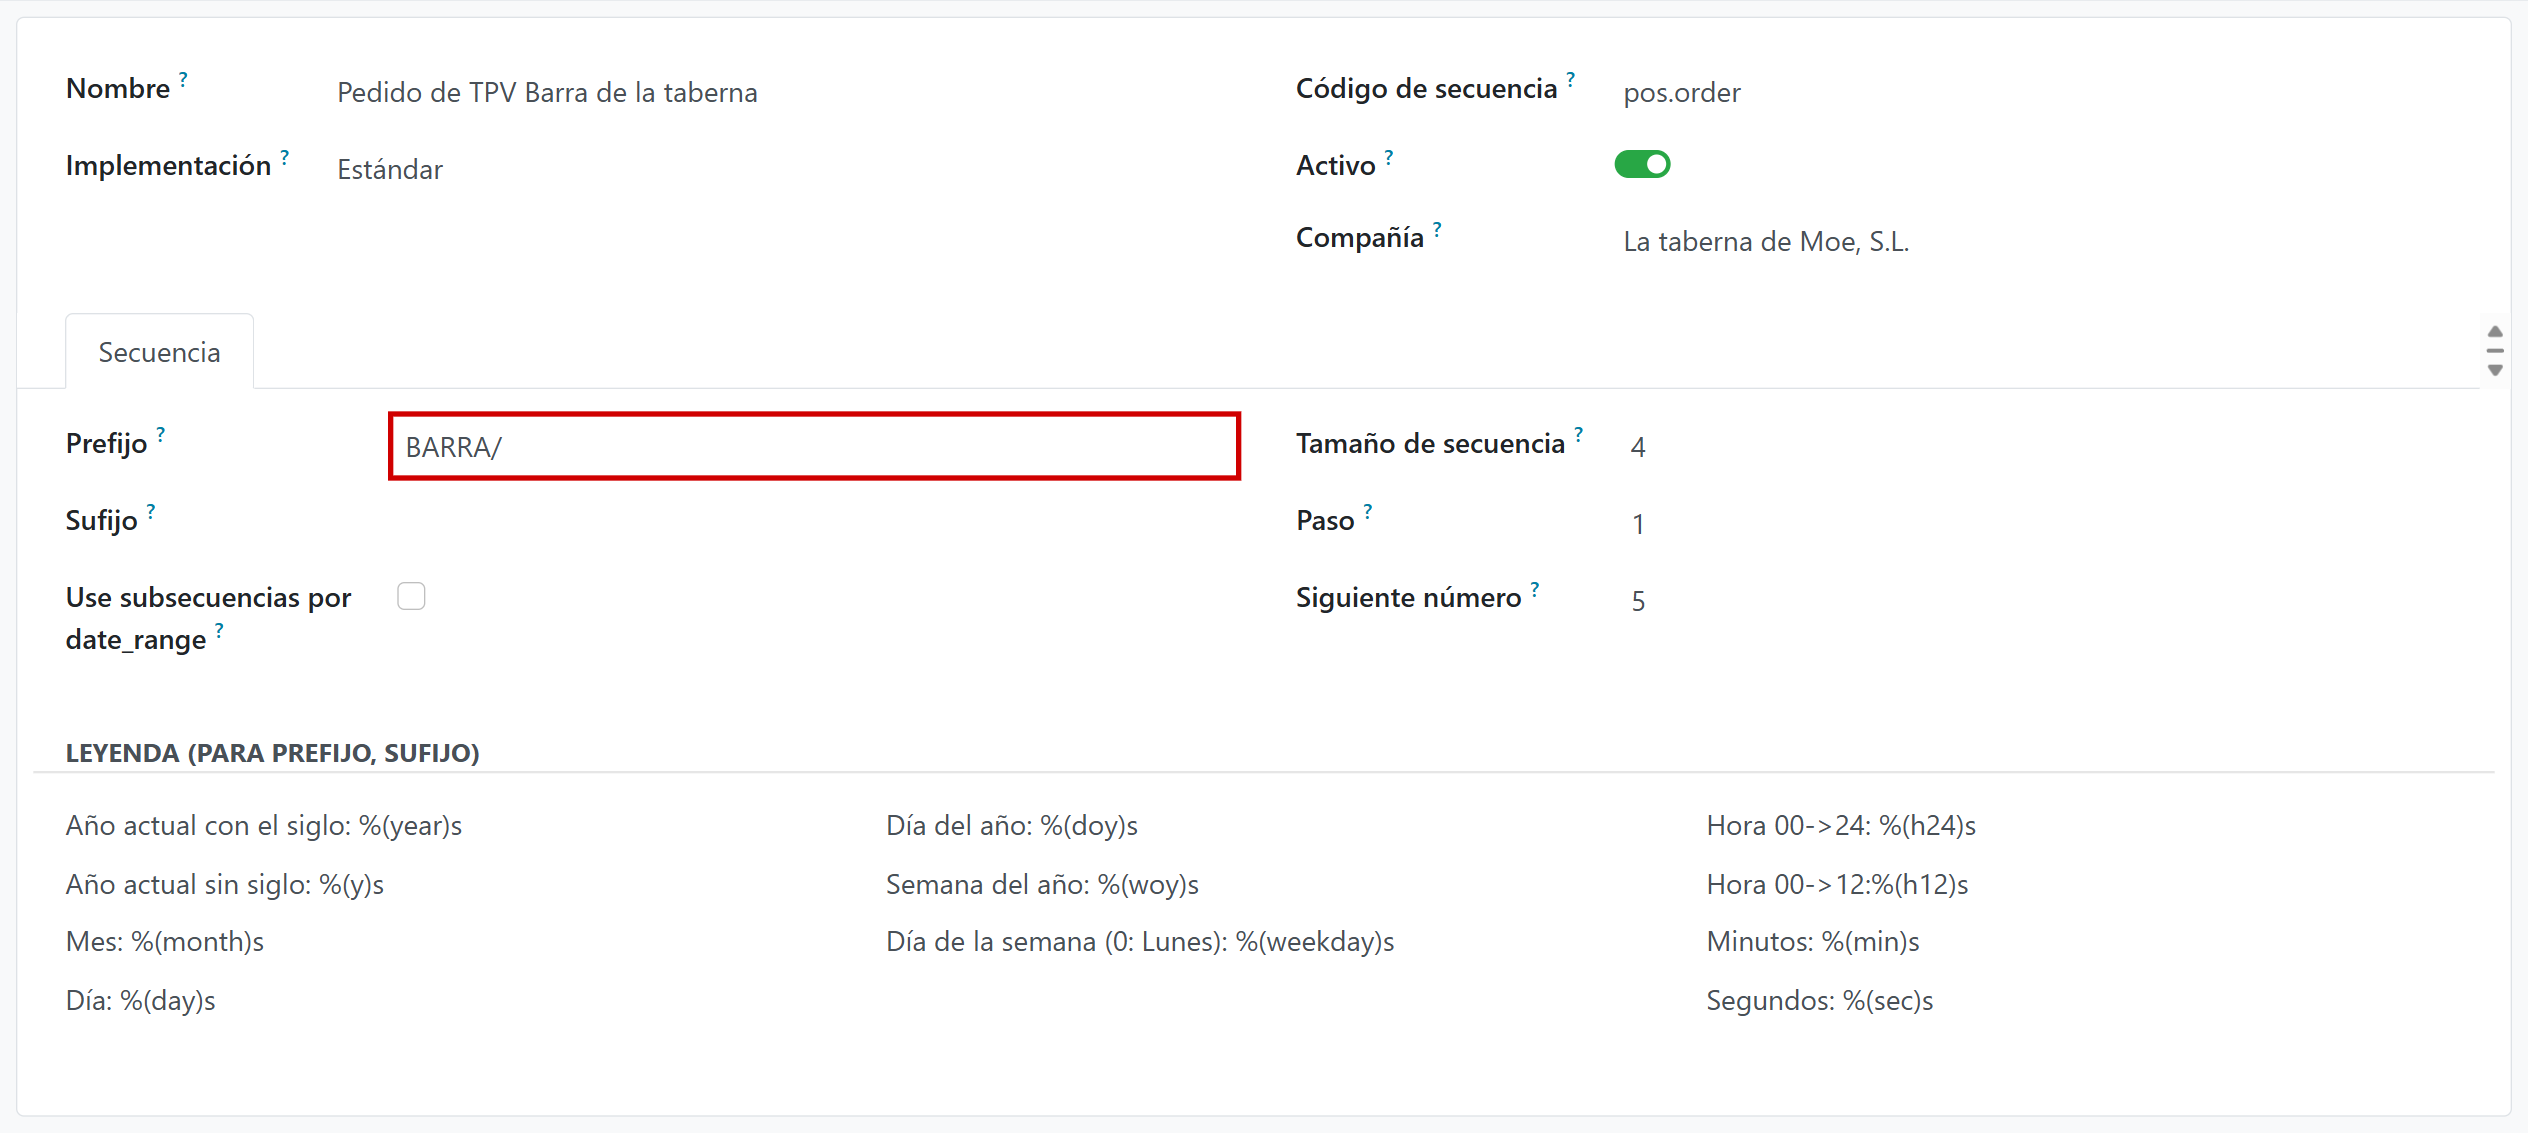 Nombre ? Pedido de TPV Barra de la taberna
Código de secuencia ? pos.order
Implementación ? Estándar
Activo ?
Compañía ? La taberna de Moe, S.L.
Secuencia
Prefijo ? BARRA/
Tamaño de secuencia ? 4
Sufijo ?
Paso ? 1
Use subsecuencias por
date_range ?
Siguiente número ? 5
LEYENDA (PARA PREFIJO, SUFIJO)
Año actual con el siglo: %(year)s
Día del año: %(doy)s
Hora 00->24: %(h24)s
Año actual sin siglo: %(y)s
Semana del año: %(woy)s
Hora 00->12:%(h12)s
Mes: %(month)s
Día de la semana (0: Lunes): %(weekday)s
Minutos: %(min)s
Día: %(day)s
Segundos: %(sec)s